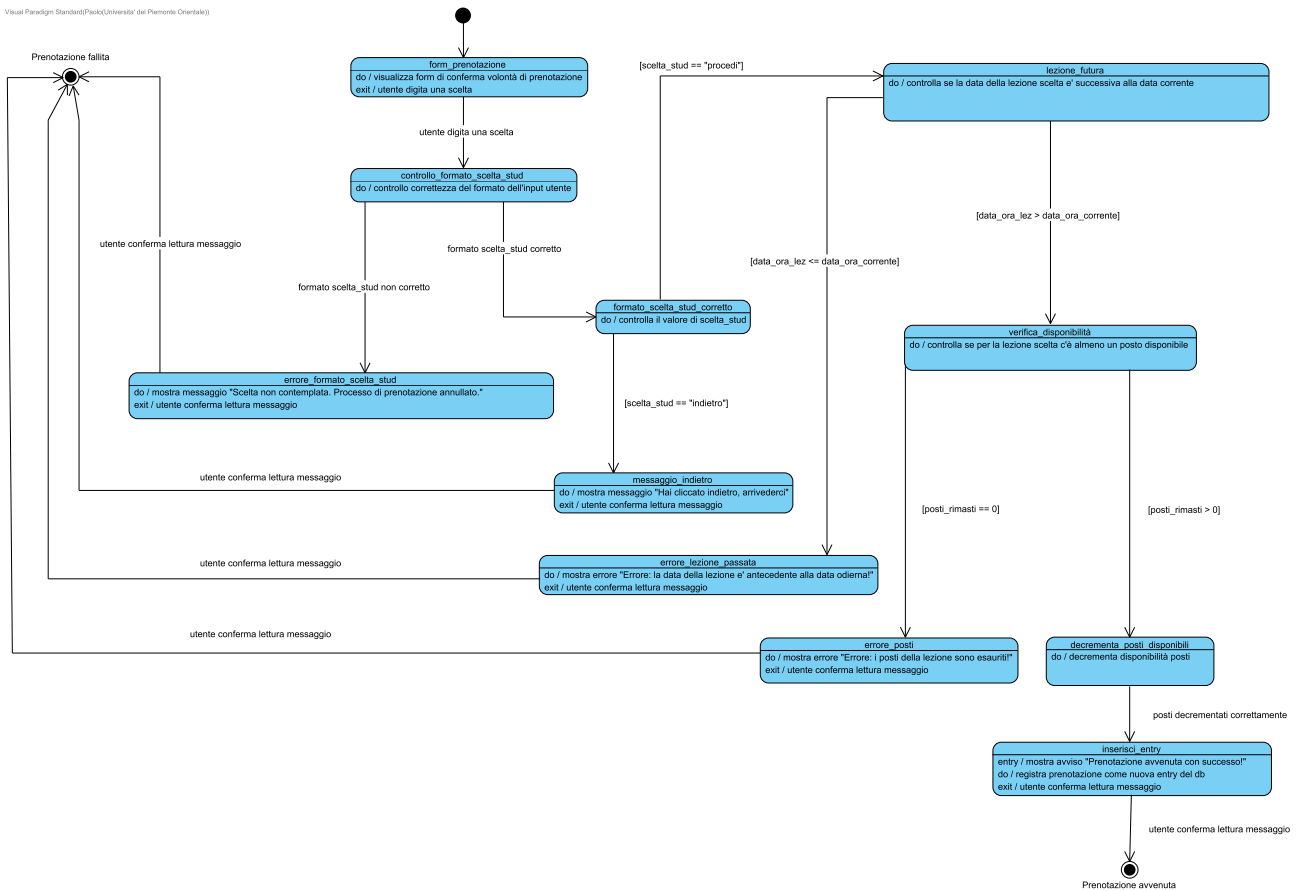 Visual Paradigm Standard(Paolo(Universita' del Piemonte Orientale))
Prenotazione fallita
form_prenotazione
do / visualizza form di conferma volontà di prenotazione
exit / utente digita una scelta
[scelta_stud == "procedi"]
lezione_futura
do / controlla se la data della lezione scelta e' successiva alla data corrente
utente digita una scelta
controllo_formato_scelta_stud
do / controllo correttezza del formato dell'input utente
[data_ora_lez > data_ora_corrente]
utente conferma lettura messaggio
formato scelta_stud corretto
[data_ora_lez <= data_ora_corrente]
formato scelta_stud non corretto
formato_scelta_stud_corretto
do / controlla il valore di scelta_stud
verifica_disponibilità
do / controlla se per la lezione scelta c'è almeno un posto disponibile
errore_formato_scelta_stud
do / mostra messaggio "Scelta non contemplata. Processo di prenotazione annullato."
exit / utente conferma lettura messaggio
[scelta_stud == "indietro"]
utente conferma lettura messaggio
messaggio_indietro
do / mostra messaggio "Hai cliccato indietro, arrivederci"
exit / utente conferma lettura messaggio
[posti_rimasti == 0]
[posti_rimasti > 0]
utente conferma lettura messaggio
errore_lezione_passata
do / mostra errore "Errore: la data della lezione e' antecedente alla data odierna!"
exit / utente conferma lettura messaggio
utente conferma lettura messaggio
errore_posti
do / mostra errore "Errore: i posti della lezione sono esauriti!"
exit / utente conferma lettura messaggio
decrementa_posti_disponibili
do / decrementa disponibilità posti
posti decrementati correttamente
inserisci_entry
entry / mostra avviso "Prenotazione avvenuta con successo!"
do / registra prenotazione come nuova entry del db
exit / utente conferma lettura messaggio
utente conferma lettura messaggio
Prenotazione avvenuta